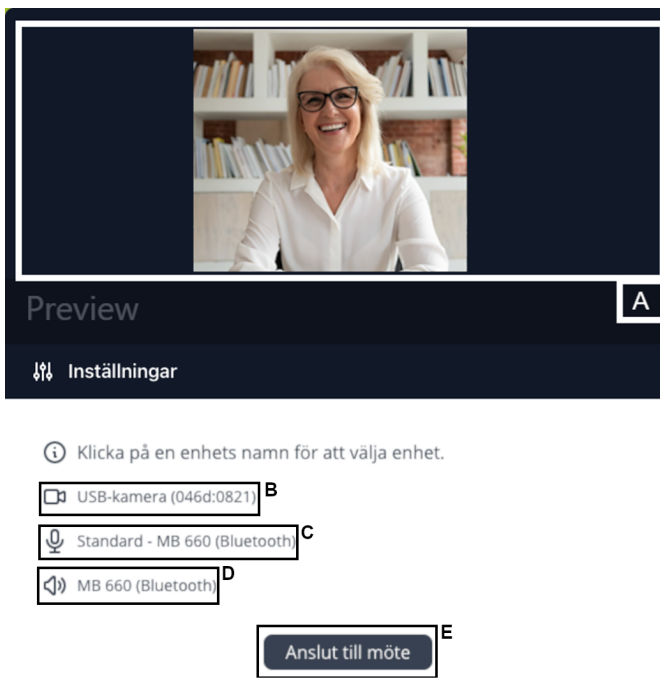 A
Preview
Inställningar
Klicka på en enhets namn för att välja enhet.
USB-kamera (046d:0821) B
Standard - MB 660 (Bluetooth) C
MB 660 (Bluetooth) D
Anslut till möte E